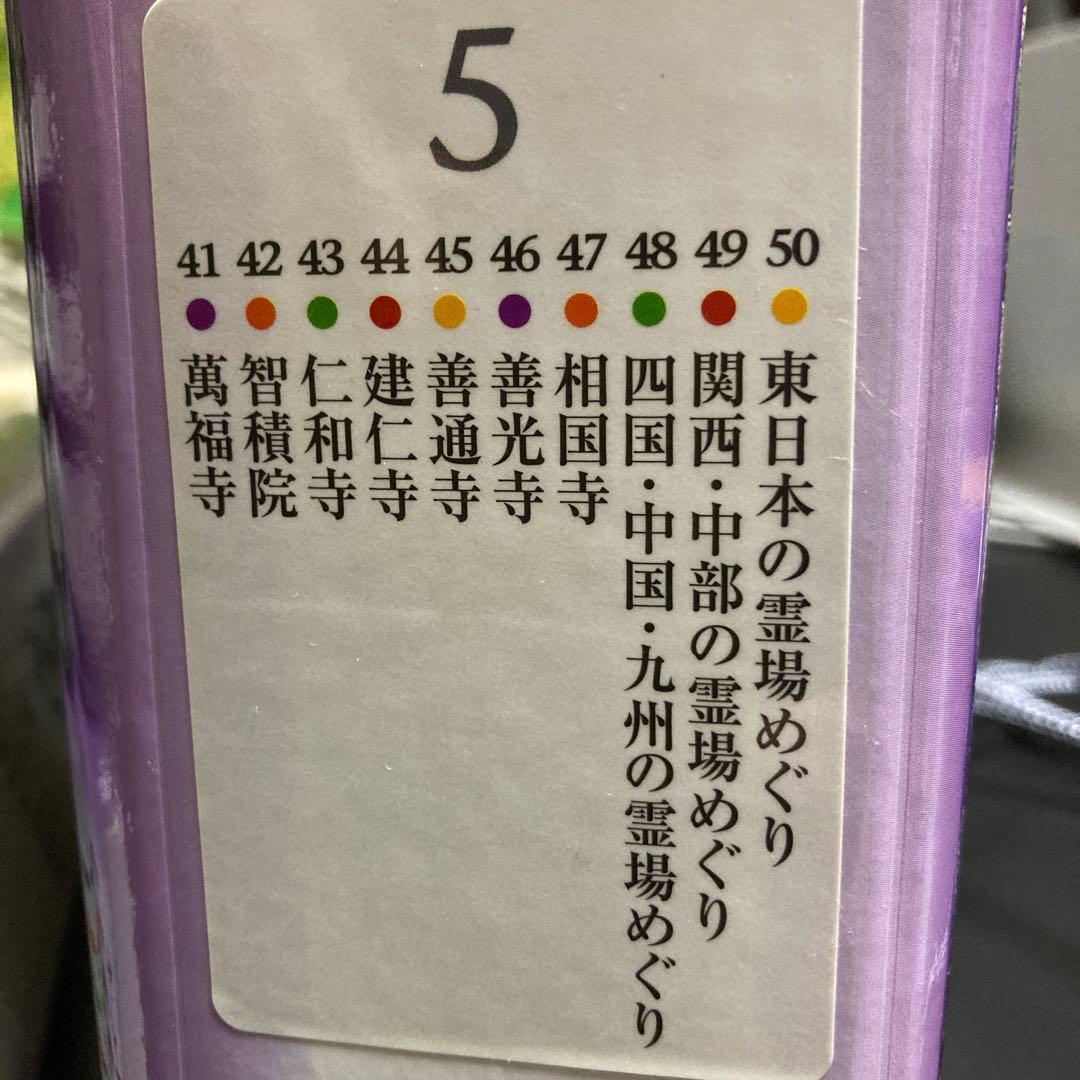 5
41 42 43 44 45 46 47 48 49 50
萬福寺
智積院
仁和寺
建仁寺
善通寺
善光寺
相国寺
四国・中国・九州の霊場めぐり
関西・中部の霊場めぐり
東日本の霊場めぐり